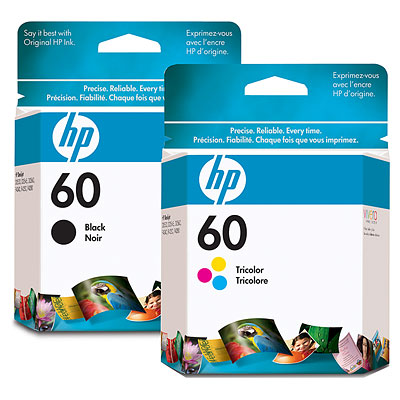 Say it best with
Original HP Ink.
Exprimez-vous
avec l'encre
HP d'origine.
Precise. Reliable. Every time.
Précision. Fiabilité. Chaque fois que vous
hp
60
Black
Noir
Exprimez-vous
avec l'encre
HP d'origine.
Precise. Reliable. Every time.
Précision. Fiabilité. Chaque fois que vous imprimez.
hp
60
Tricolor
Tricolore